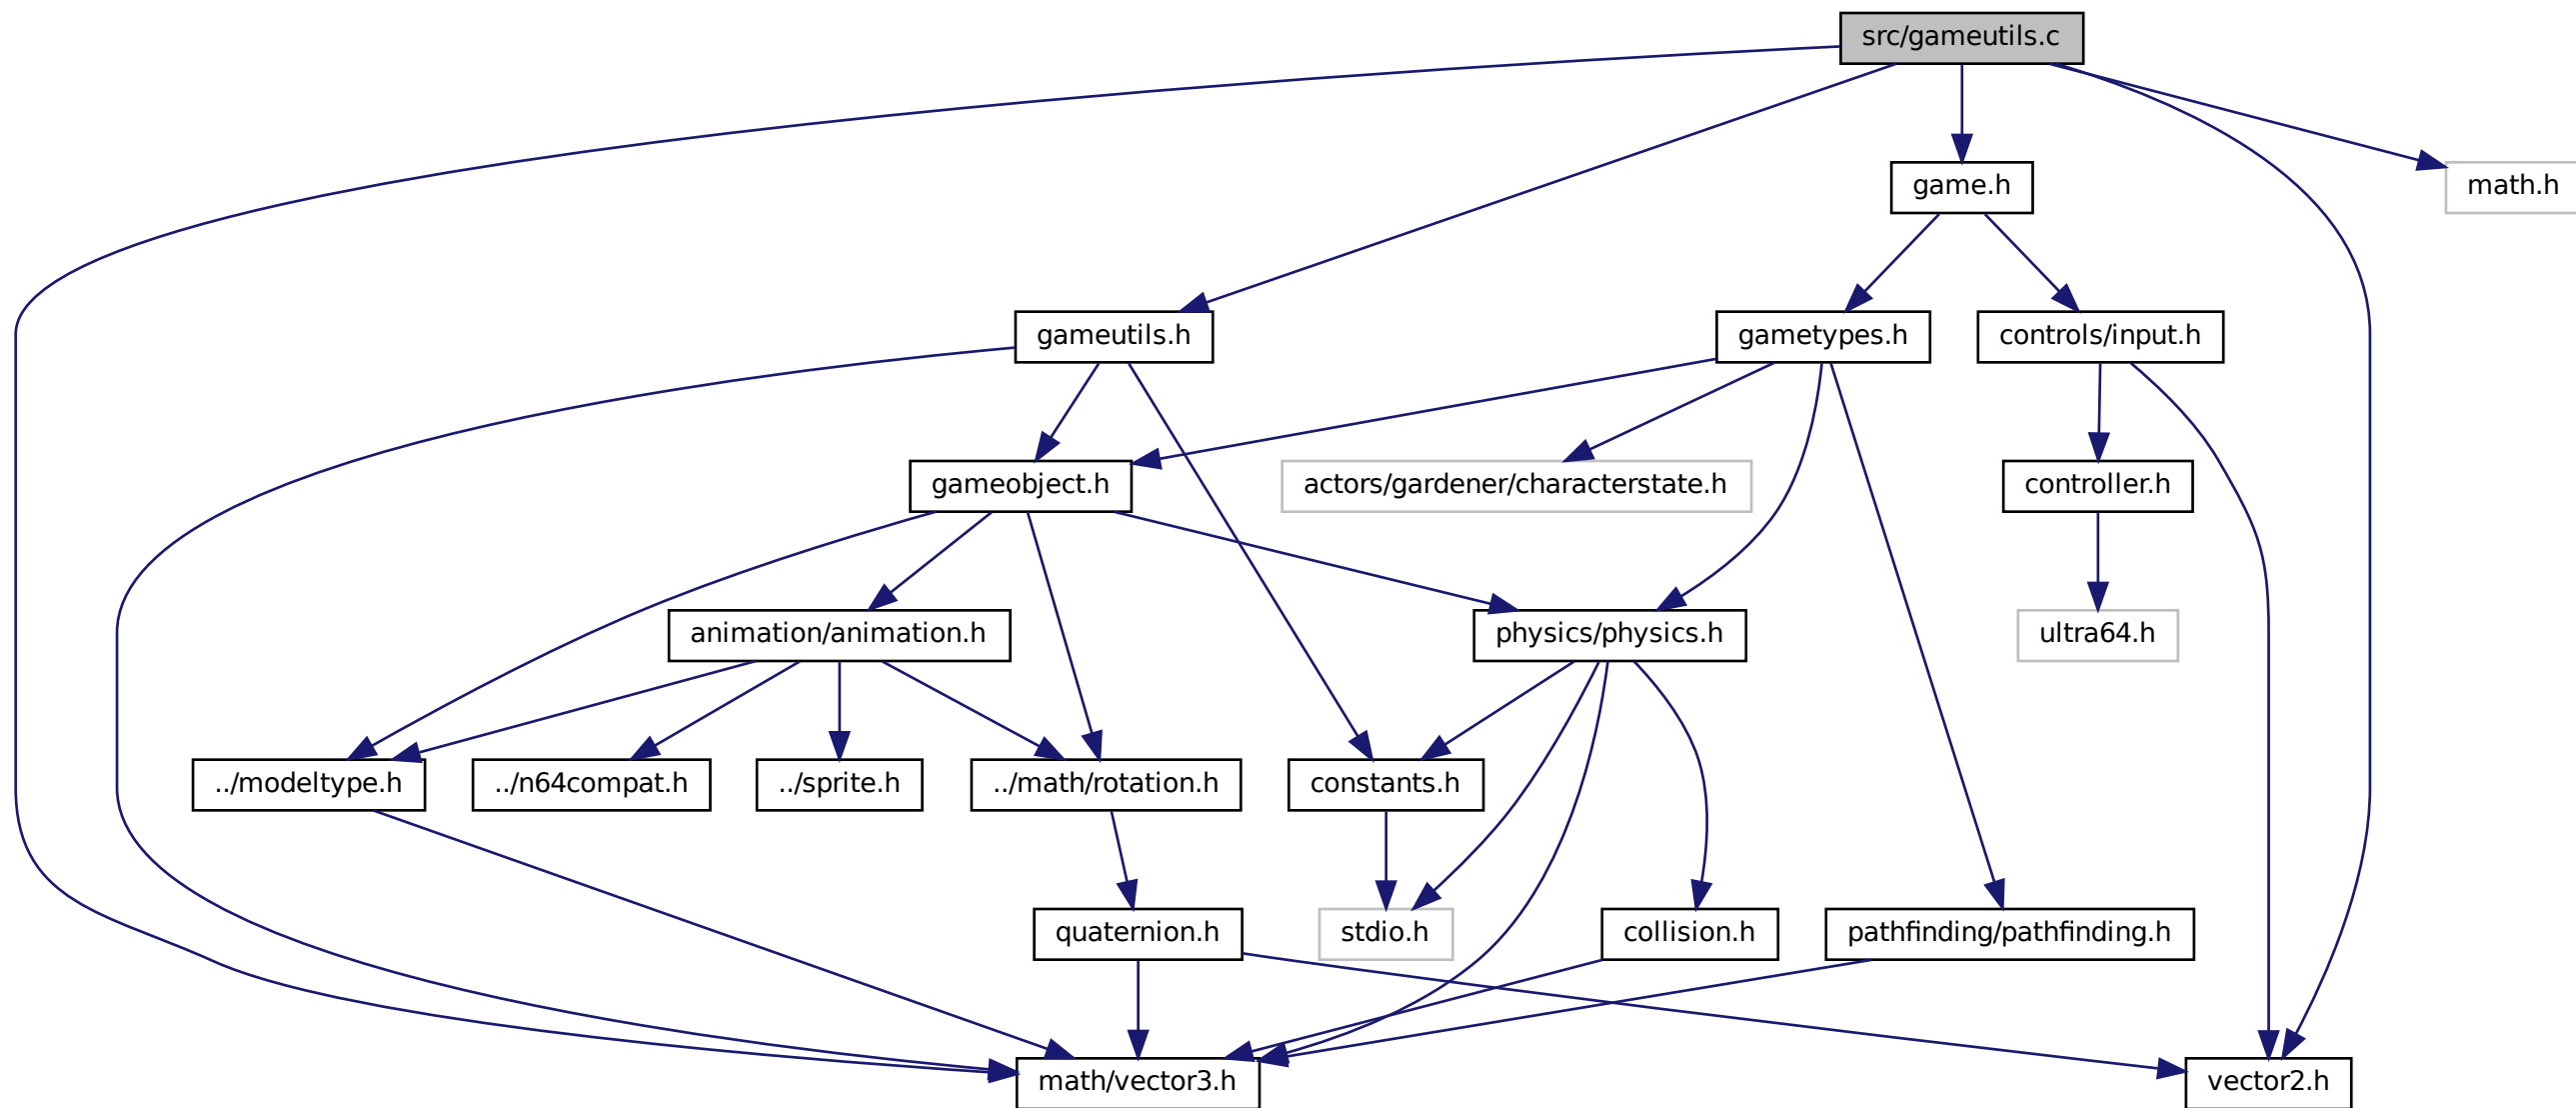 src/gameutils.c
game.h
math.h
gameutils.h
gametypes.h
controls/input.h
gameobject.h
actors/gardener/characterstate.h
controller.h
animation/animation.h
physics/physics.h
ultra64.h
../modeltype.h
../n64compat.h
../sprite.h
../math/rotation.h
constants.h
quaternion.h
stdio.h
collision.h
pathfinding/pathfinding.h
math/vector3.h
vector2.h